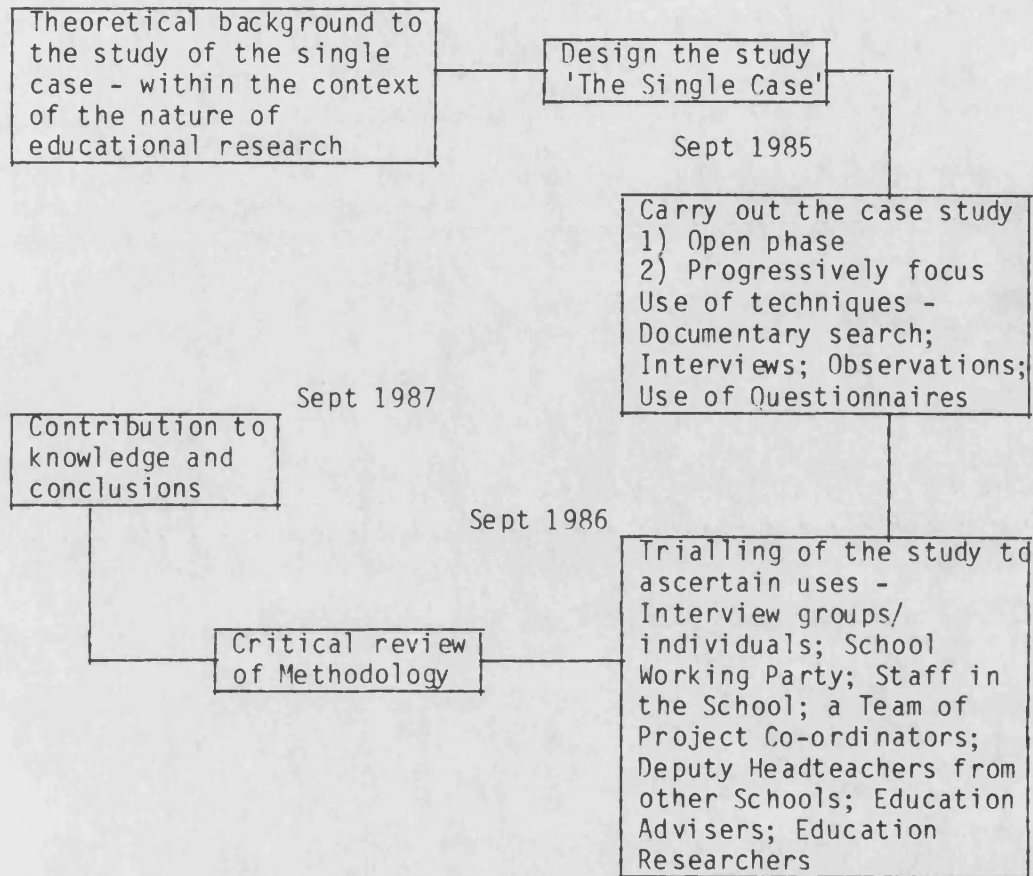 Theoretical background to
the study of the single
case - within the context
of the nature of
educational research
Design the study
'The Single Case'
Sept 1985
Carry out the case study
1) Open phase
2) Progressively focus
Use of techniques -
Documentary search;
Interviews; Observations;
Use of Questionnaires
Sept 1986
Trialling of the study to
ascertain uses -
Interview groups/
individuals; School
Working Party; Staff in
the School; a Team of
Project Co-ordinators;
Deputy Headteachers from
other Schools; Education
Advisers; Education
Researchers
Critical review
of Methodology
Sept 1987
Contribution to
knowledge and
conclusions